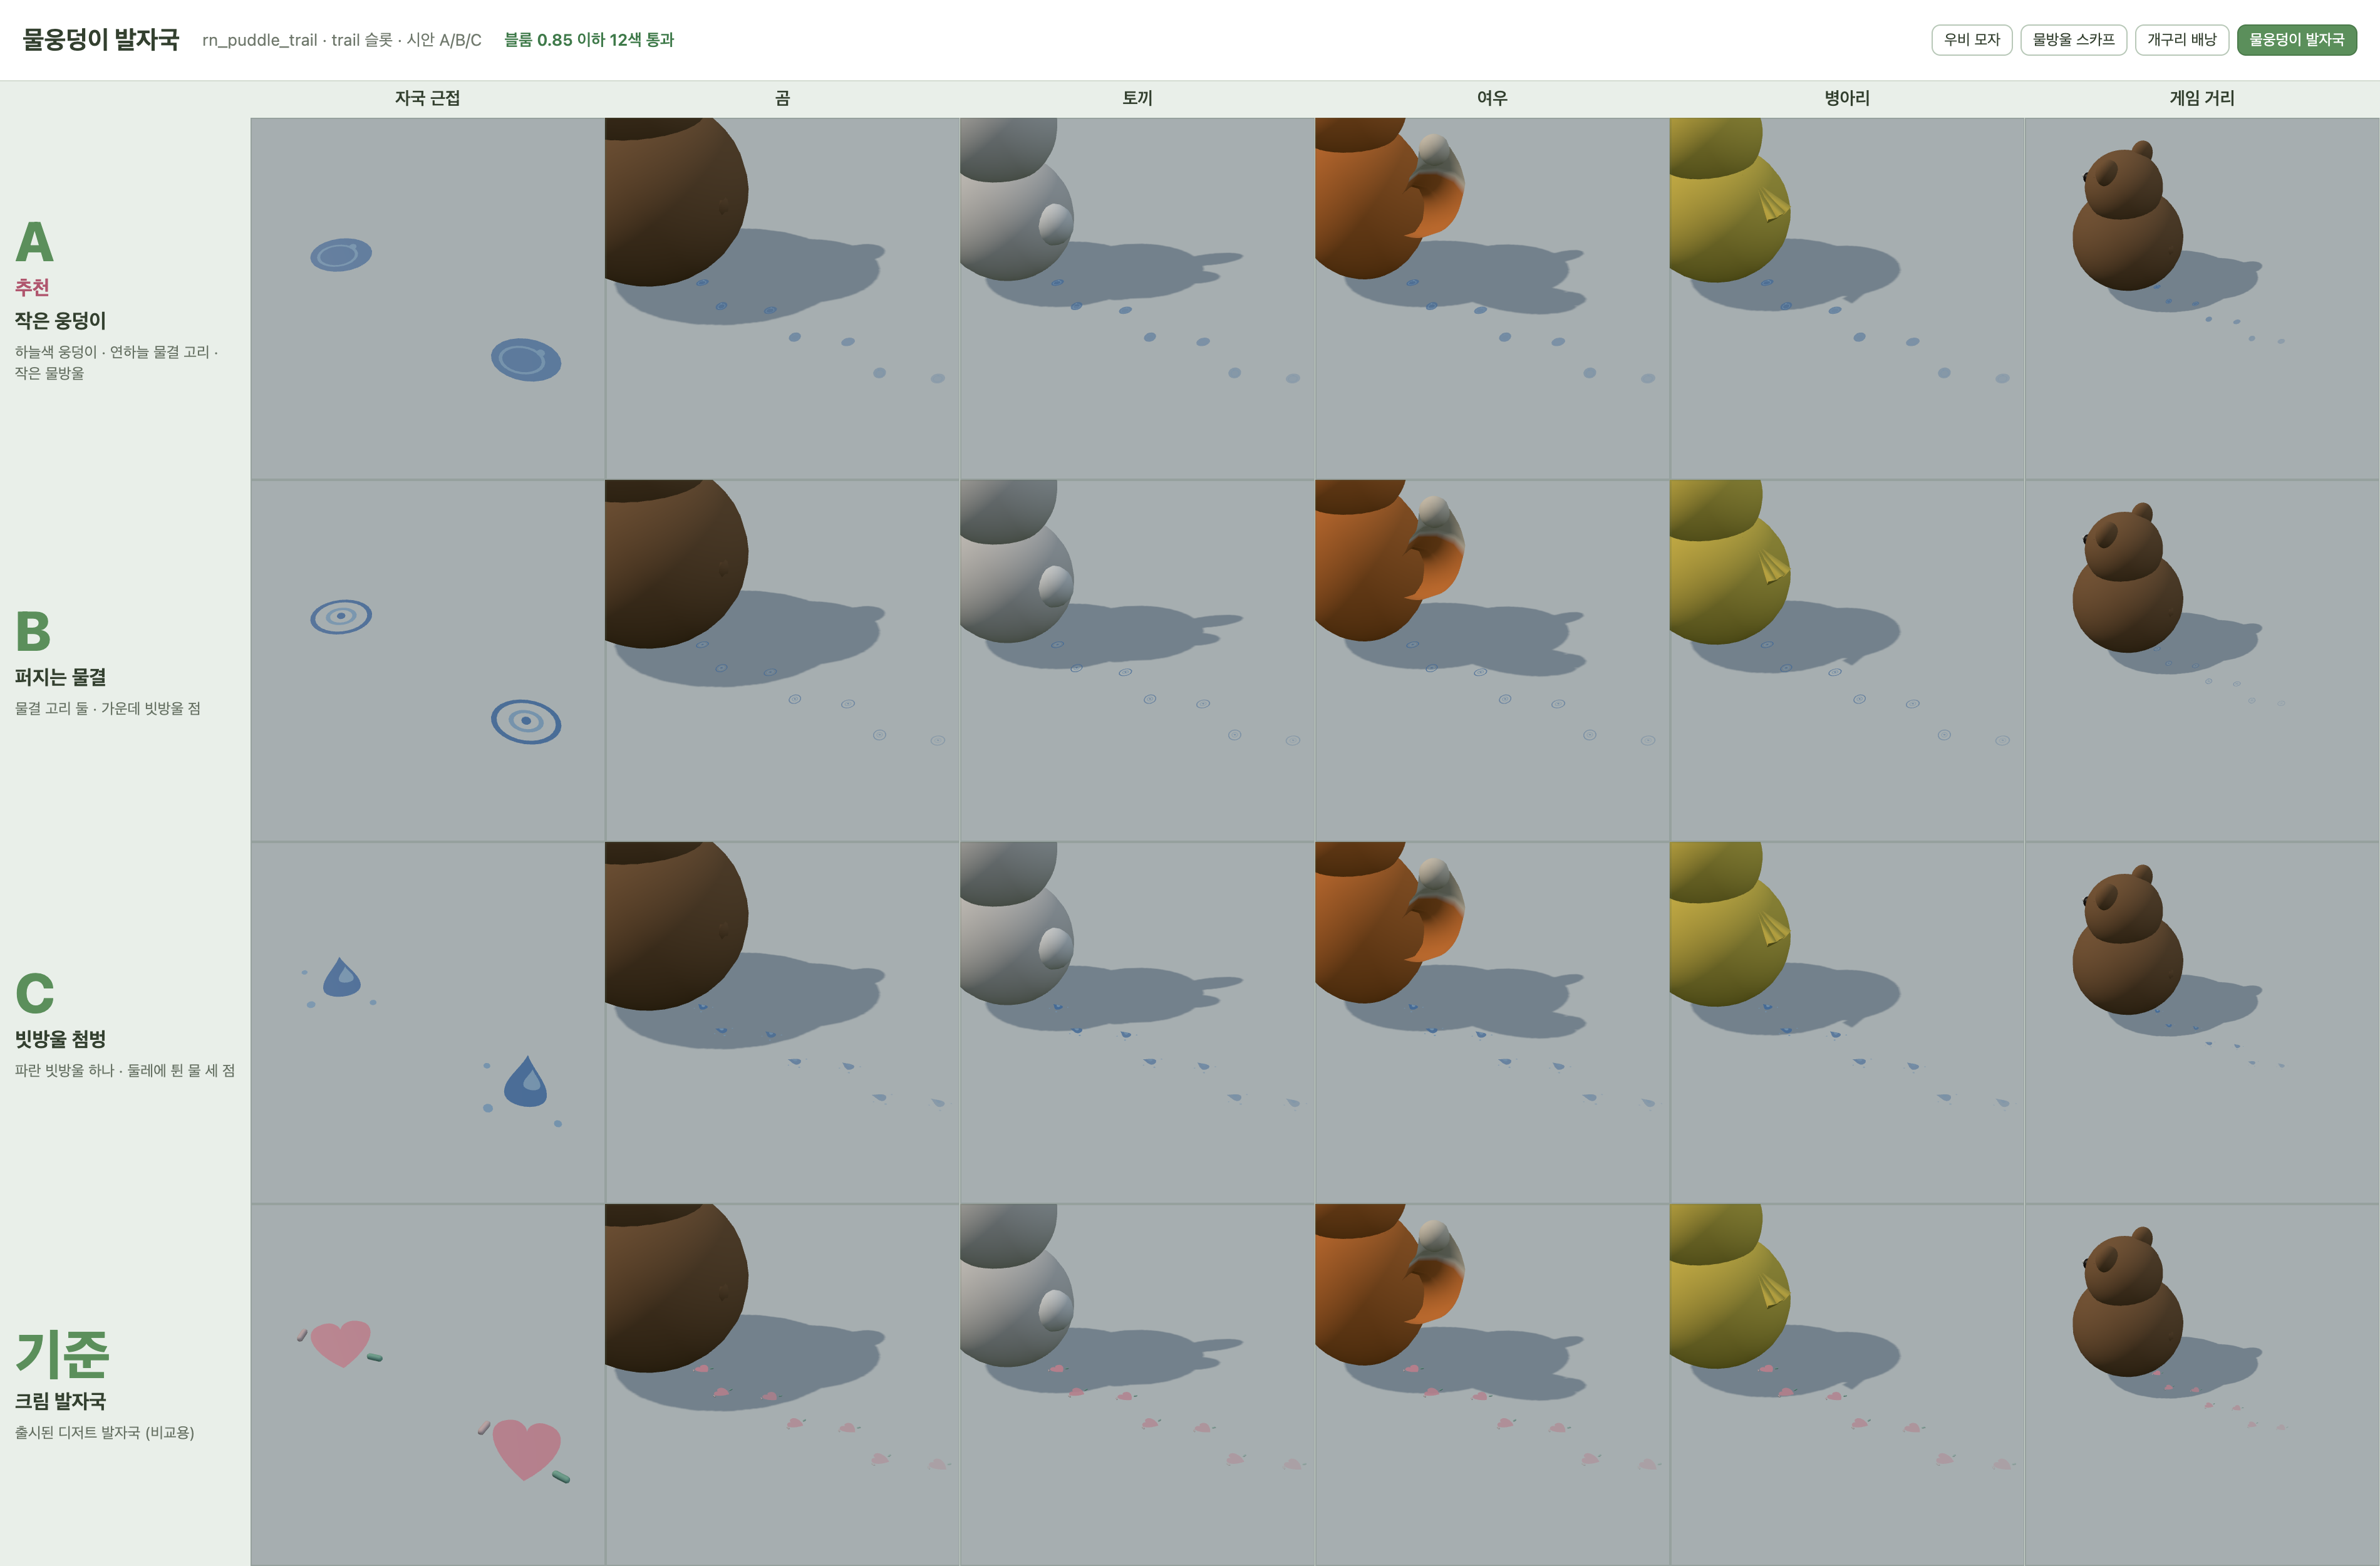 물웅덩이 발자국
rn_puddle_trail · trail 슬롯 · 시안 A/B/C
블룸 0.85 이하 12색 통과
우비 모자
물방울 스카프
개구리 배낭
물웅덩이 발자국
자국 근접
곰
토끼
여우
병아리
게임 거리
A
추천
작은 웅덩이
하늘색 웅덩이 · 연하늘 물결 고리 ·
작은 물방울
B
퍼지는 물결
물결 고리 둘 · 가운데 빗방울 점
C
빗방울 첨벙
파란 빗방울 하나 · 둘레에 튄 물 세 점
기준
크림 발자국
출시된 디저트 발자국 (비교용)